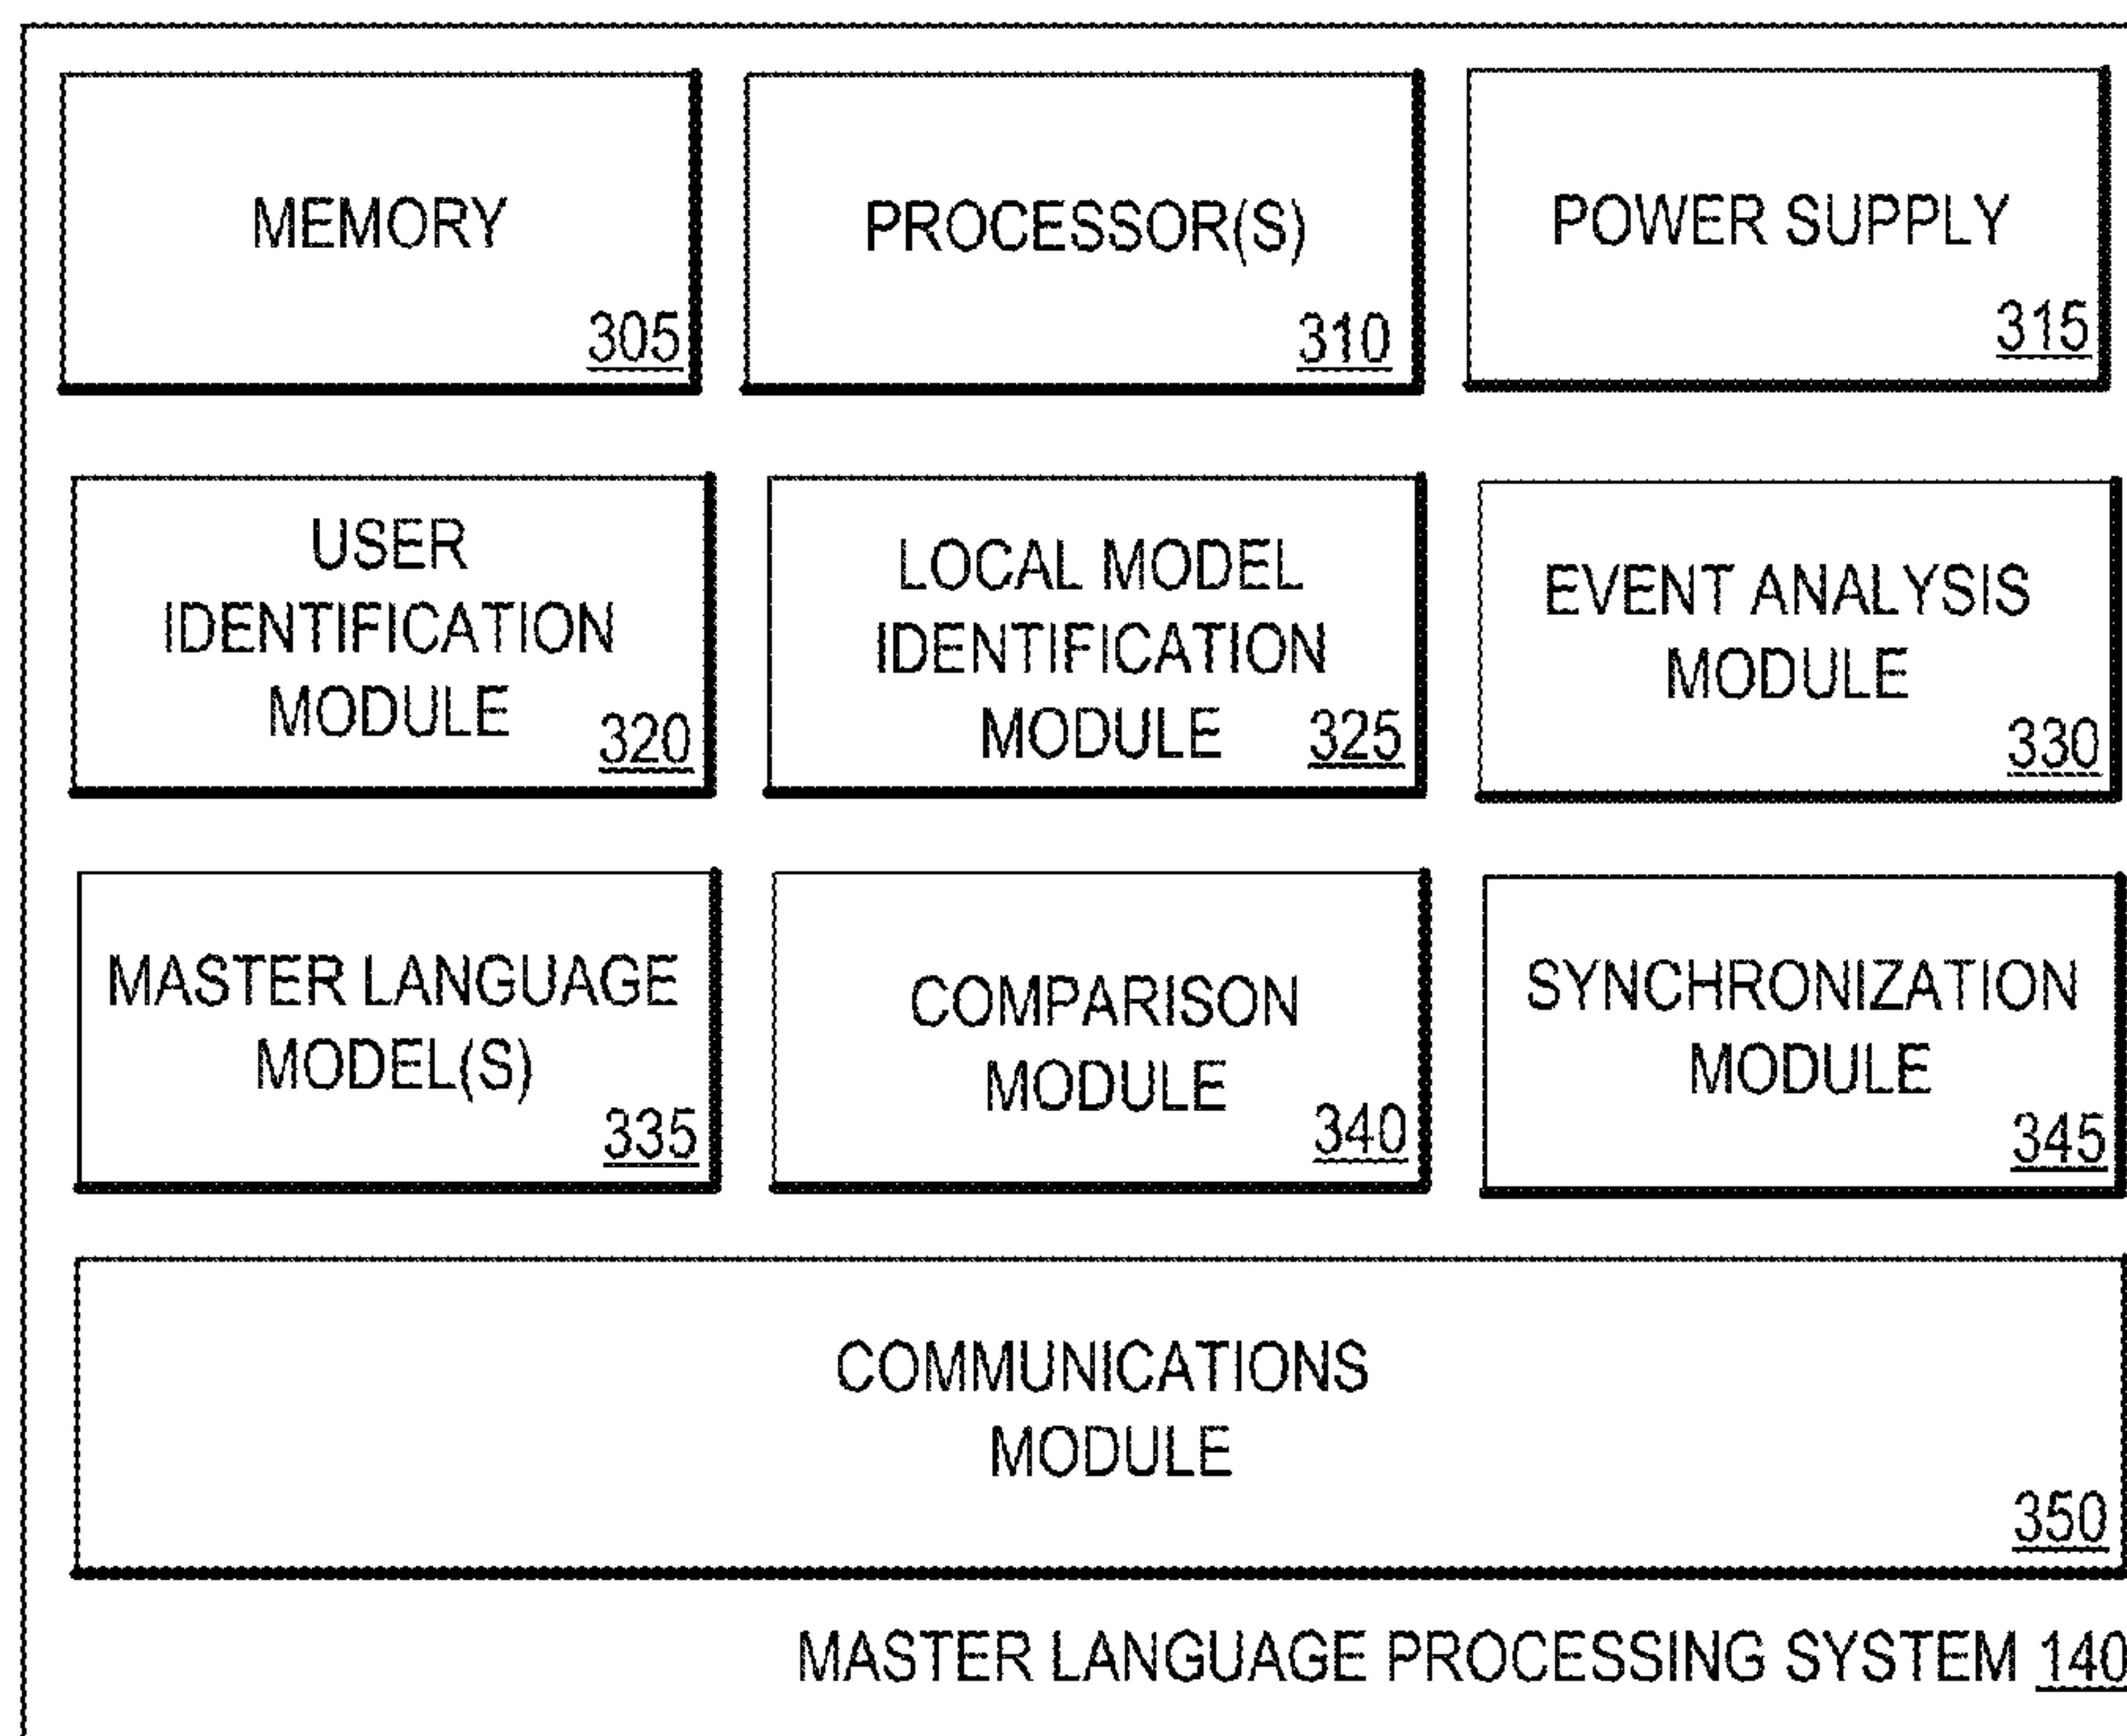 MEMORY
305
PROCESSOR(S)
310
POWER SUPPLY
315
USER
IDENTIFICATION
MODULE
320
LOCAL MODEL
IDENTIFICATION
MODULE
325
EVENT ANALYSIS
MODULE
330
MASTER LANGUAGE
MODEL(S)
335
COMPARISON
MODULE
340
SYNCHRONIZATION
MODULE
345
COMMUNICATIONS
MODULE
350
MASTER LANGUAGE PROCESSING SYSTEM 140